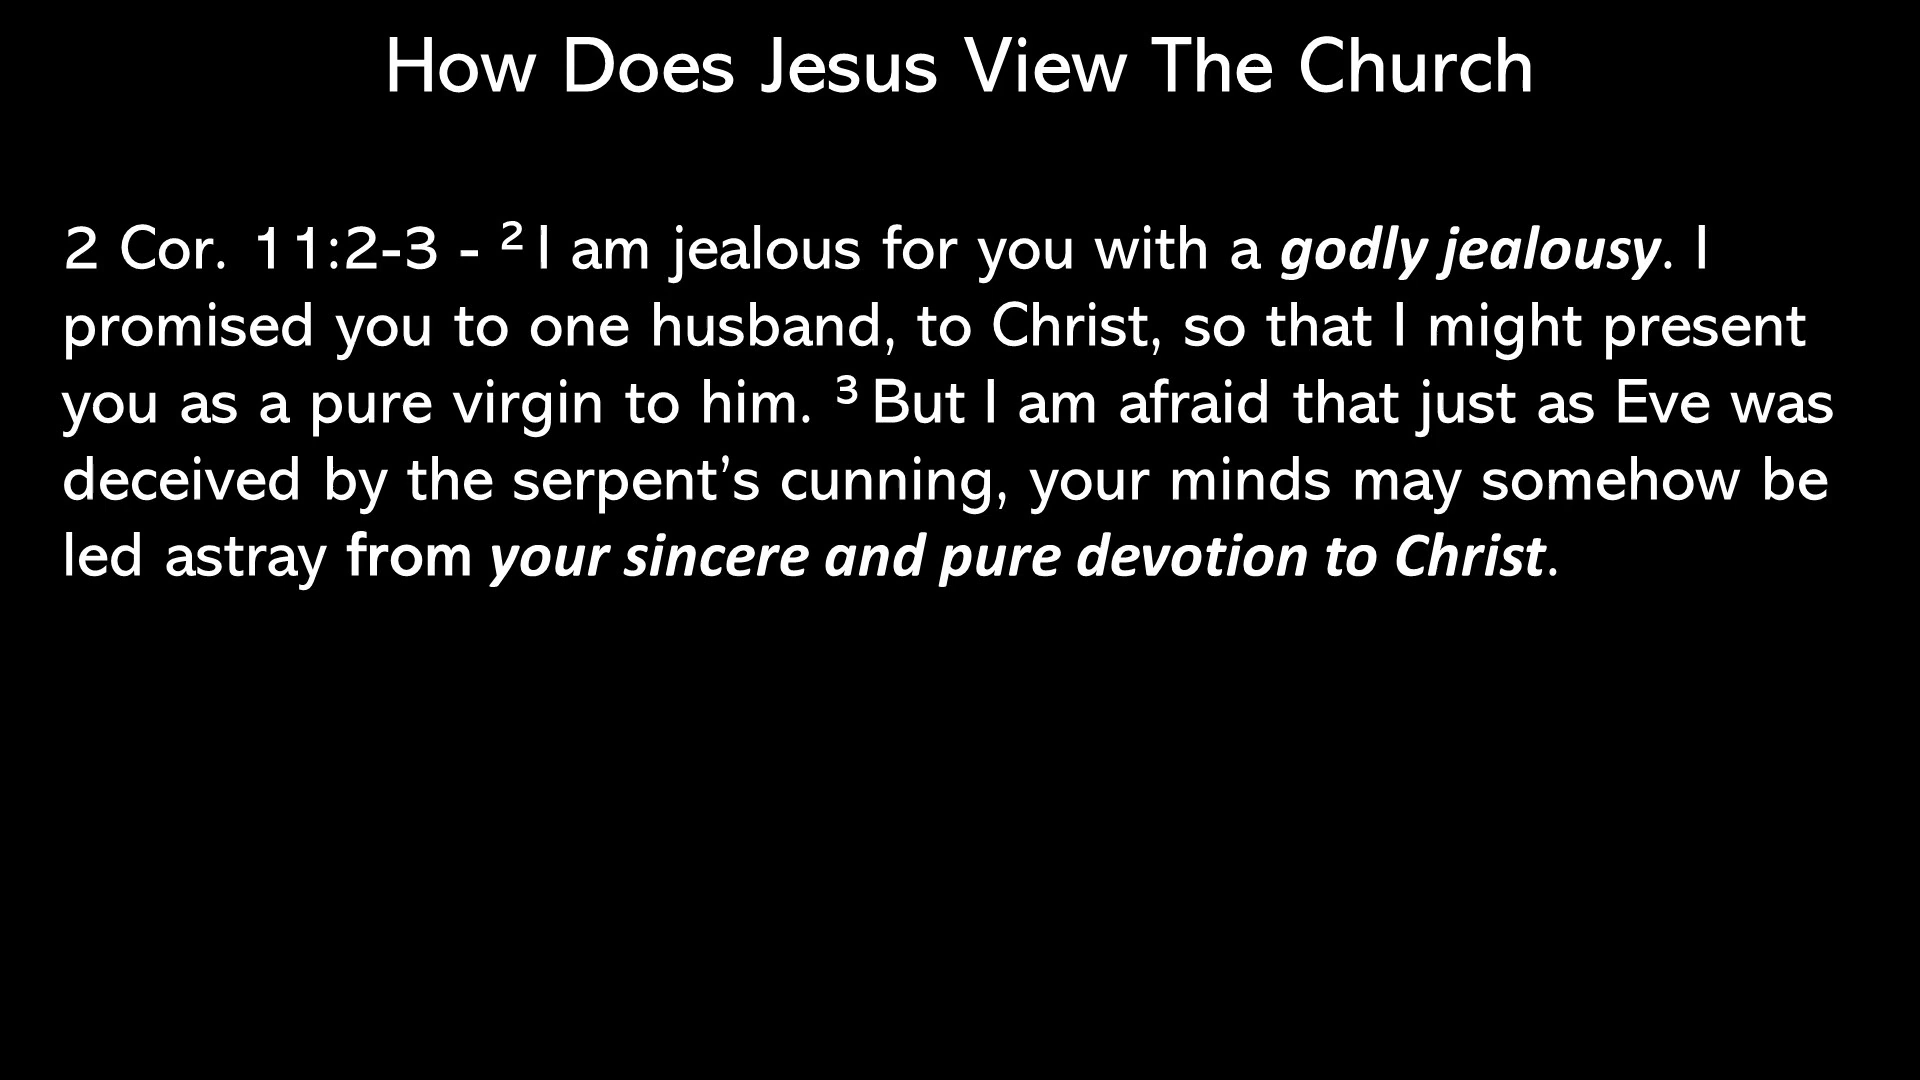 How Does Jesus View The Church
2 Cor. 11:2-3 - ² I am jealous for you with a godly jealousy. I
promised you to one husband, to Christ, so that I might present
you as a pure virgin to him. ³ But I am afraid that just as Eve was
deceived by the serpent’s cunning, your minds may somehow be
led astray from your sincere and pure devotion to Christ.